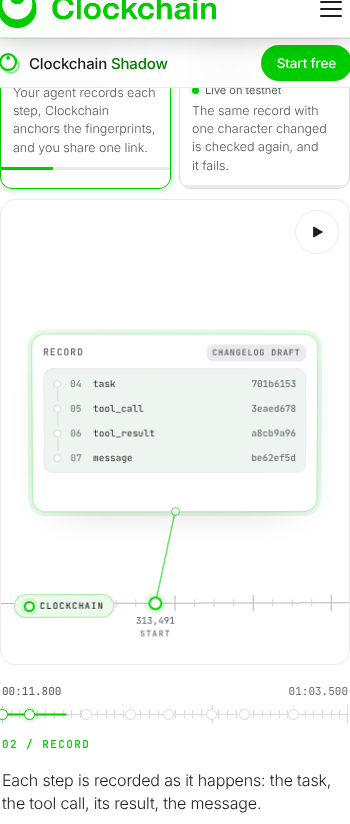 Clockchain
Clockchain Shadow
Start free
Your agent records each
step, Clockchain
anchors the fingerprints,
and you share one link.
Live on testnet
The same record with
one character changed
is checked again, and
it fails.
RECORD
CHANGELOG DRAFT
04 task 701b6153
05 tool_call 3eaed678
06 tool_result a8cb9a96
07 message be62ef5d
CLOCKCHAIN
313,491
START
00:11.800
01:03.500
02 / RECORD
Each step is recorded as it happens: the task,
the tool call, its result, the message.